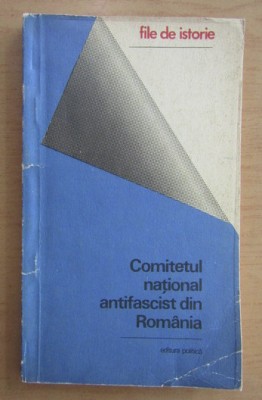 file de istorie
Comitetul
național
antifascist din
România
editura politică